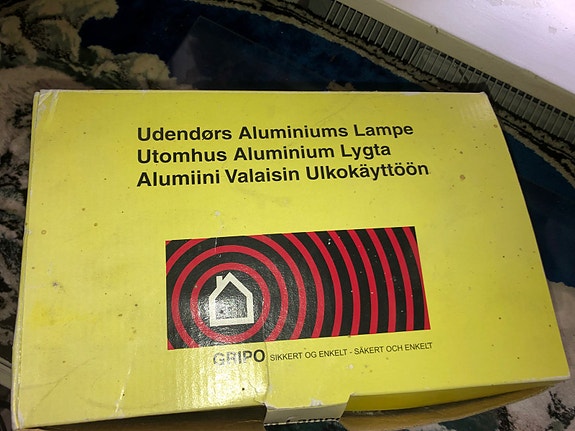 Udendørs Aluminiums Lampe
Utomhus Aluminium Lygta
Alumiini Valaisin Ulkokäyttöön
GRIPO SIKKERT OG ENKELT - SÄKERT OCH ENKELT